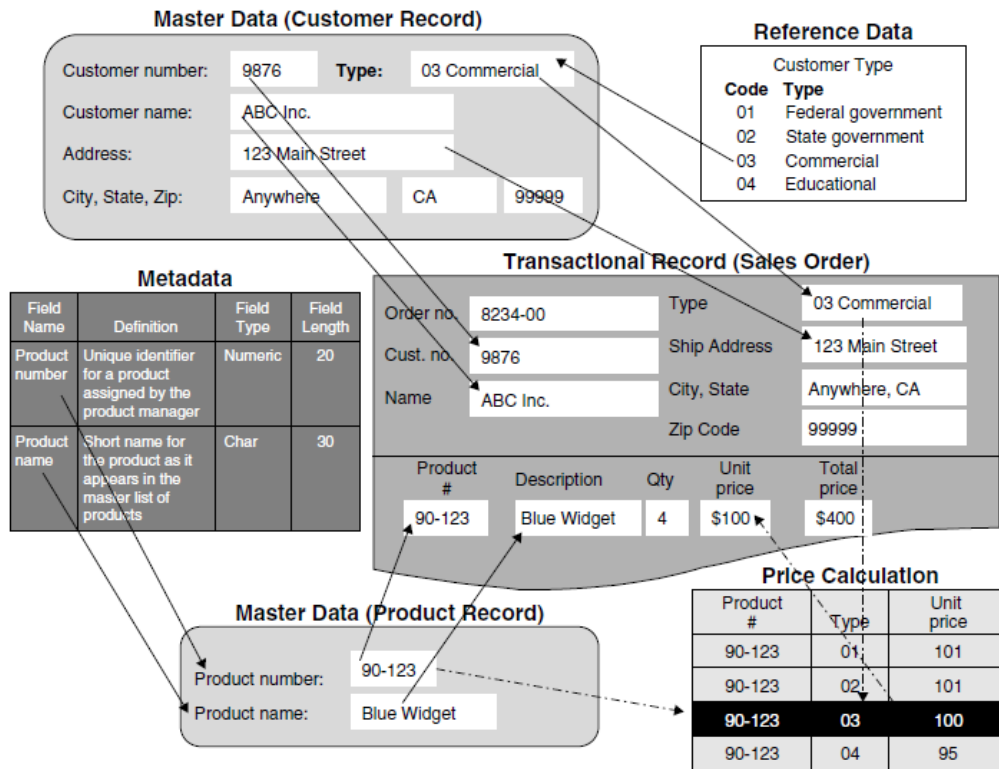 Master Data (Customer Record)
Customer number: 9876 Type: 03 Commercial
Customer name: ABC Inc.
Address: 123 Main Street
City, State, Zip: Anywhere CA 99999
Reference Data
Customer Type
Code Type
01 Federal government
02 State government
03 Commercial
04 Educational
Metadata
Field Name Definition Field Type Field Length
Product number Unique identifier for a product assigned by the product manager Numeric 20
Product name Short name for the product as it appears in the master list of products Char 30
Transactional Record (Sales Order)
Order no. 8234-00 Type 03 Commercial
Cust. no. 9876 Ship Address 123 Main Street
Name ABC Inc. City, State Anywhere, CA
Zip Code 99999
Product # Description Qty Unit price Total price
90-123 Blue Widget 4 $100 $400
Master Data (Product Record)
Product number: 90-123
Product name: Blue Widget
Price Calculation
Product # Type Unit price
90-123 01 101
90-123 02 101
90-123 03 100
90-123 04 95